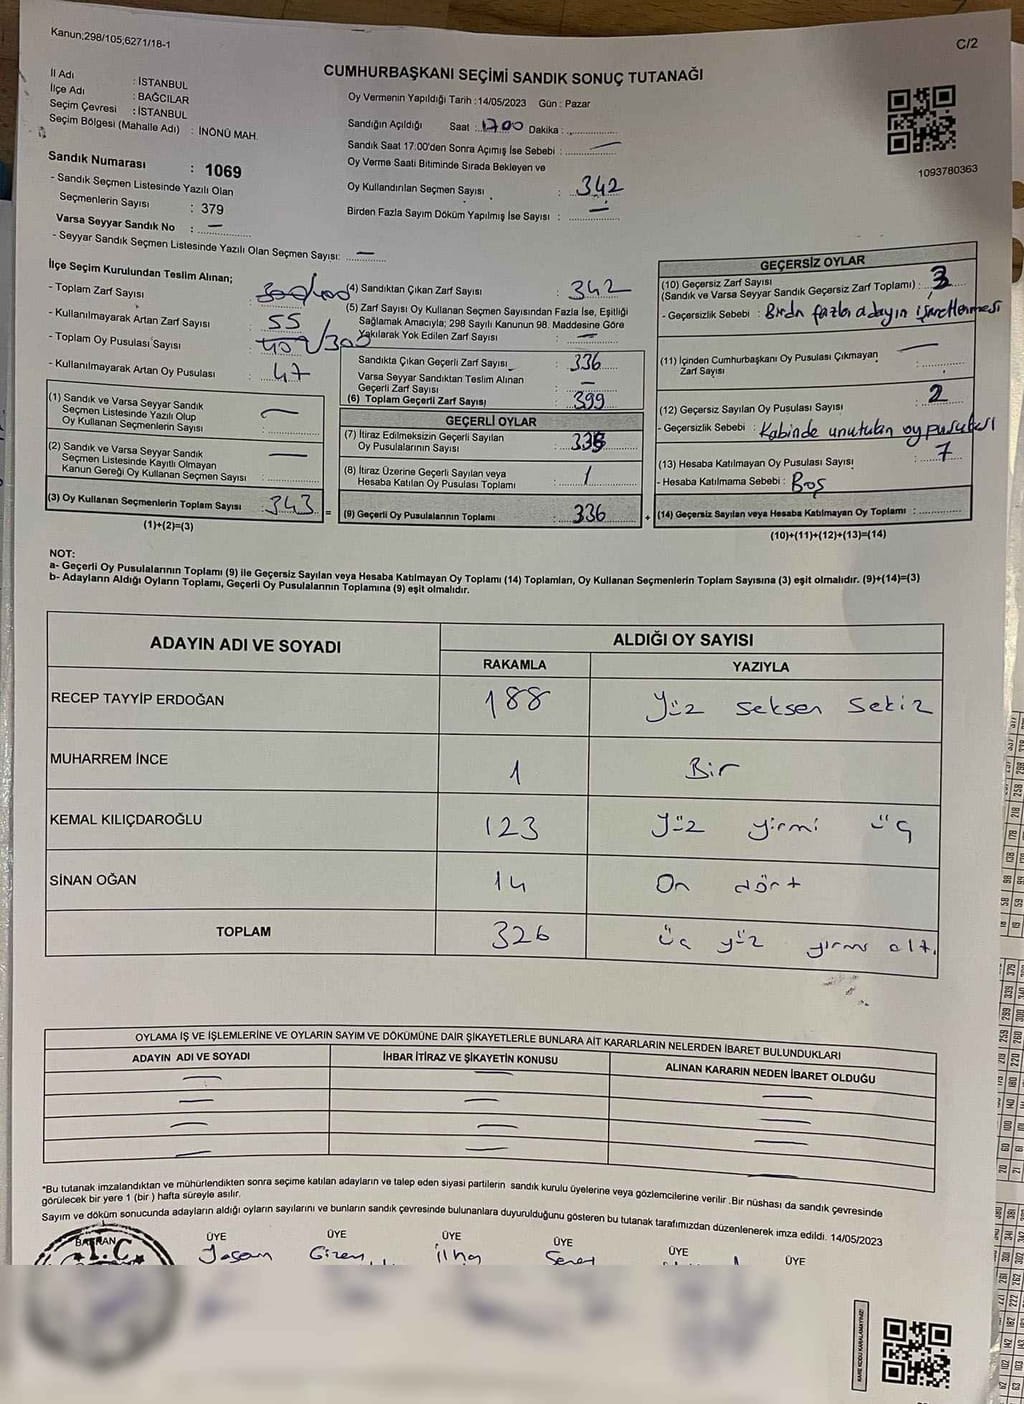 Kanun;298/105;6271/18-1
C/2
CUMHURBAŞKANI SEÇİMİ SANDIK SONUÇ TUTANAĞI
İl Adı : İSTANBUL
İlçe Adı : BAĞCILAR
Seçim Çevresi : İSTANBUL
Seçim Bölgesi (Mahalle Adı) : İNÖNÜ MAH.
Sandık Numarası : 1069
- Sandık Seçmen Listesinde Yazılı Olan
Seçmenlerin Sayısı : 379
Varsa Seyyar Sandık No : —
- Seyyar Sandık Seçmen Listesinde Yazılı Olan Seçmen Sayısı: —
Oy Vermenin Yapıldığı Tarih :14/05/2023 Gün : Pazar
Sandığın Açıldığı Saat : 1700 Dakika :
Sandık Saat 17:00'den Sonra Açımış İse Sebebi : —
Oy Verme Saati Bitiminde Sırada Bekleyen ve
Oy Kullandırılan Seçmen Sayısı : 342
Birden Fazla Sayım Döküm Yapılmış İse Sayısı : —
1093780363
İlçe Seçim Kurulundan Teslim Alınan;
- Toplam Zarf Sayısı
- Kullanılmayarak Artan Zarf Sayısı : 55
- Toplam Oy Pusulası Sayısı
- Kullanılmayarak Artan Oy Pusulası : 47
(1) Sandık ve Varsa Seyyar Sandık
Seçmen Listesinde Yazılı Olup
Oy Kullanan Seçmenlerin Sayısı : —
(2) Sandık ve Varsa Seyyar Sandık
Seçmen Listesinde Kayıtlı Olmayan
Kanun Gereği Oy Kullanan Seçmen Sayısı : —
(3) Oy Kullanan Seçmenlerin Toplam Sayısı : 343 =
(1)+(2)=(3)
(4) Sandıktan Çıkan Zarf Sayısı : 342
(5) Zarf Sayısı Oy Kullanan Seçmen Sayısından Fazla İse, Eşitliği
Sağlamak Amacıyla; 298 Sayılı Kanunun 98. Maddesine Göre
Yakılarak Yok Edilen Zarf Sayısı : —
Sandıkta Çıkan Geçerli Zarf Sayısı : 336
Varsa Seyyar Sandıktan Teslim Alınan
Geçerli Zarf Sayısı : —
(6) Toplam Geçerli Zarf Sayısı : 399
GEÇERLİ OYLAR
(7) İtiraz Edilmeksizin Geçerli Sayılan
Oy Pusulalarının Sayısı : 335
(8) İtiraz Üzerine Geçerli Sayılan veya
Hesaba Katılan Oy Pusulası Toplamı : 1
(9) Geçerli Oy Pusulalarının Toplamı : 336 +
GEÇERSİZ OYLAR
(10) Geçersiz Zarf Sayısı
(Sandık ve Varsa Seyyar Sandık Geçersiz Zarf Toplamı) : 3
- Geçersizlik Sebebi : Birdn fazla adayın işaretlenmesi
(11) İçinden Cumhurbaşkanı Oy Pusulası Çıkmayan —
Zarf Sayısı
(12) Geçersiz Sayılan Oy Pusulası Sayısı : 2
- Geçersizlik Sebebi : Kabinde unutulan oy pusulası
(13) Hesaba Katılmayan Oy Pusulası Sayısı : 7
- Hesaba Katılmama Sebebi : Boş
(14) Geçersiz Sayılan veya Hesaba Katılmayan Oy Toplamı :
(10)+(11)+(12)+(13)=(14)
NOT:
a- Geçerli Oy Pusulalarının Toplamı (9) ile Geçersiz Sayılan veya Hesaba Katılmayan Oy Toplamı (14) Toplamları, Oy Kullanan Seçmenlerin Toplam Sayısına (3) eşit olmalıdır. (9)+(14)=(3)
b- Adayların Aldığı Oyların Toplamı, Geçerli Oy Pusulalarının Toplamına (9) eşit olmalıdır.
ADAYIN ADI VE SOYADI ALDIĞI OY SAYISI
RAKAMLA YAZIYLA
RECEP TAYYİP ERDOĞAN 188 Yüz seksen sekiz
MUHARREM İNCE 1 Bir
KEMAL KILIÇDAROĞLU 123 Yüz yirmi üç
SİNAN OĞAN 14 On dört
TOPLAM 326 üç yüz yirmi altı
OYLAMA İŞ VE İŞLEMLERİNE VE OYLARIN SAYIM VE DÖKÜMÜNE DAİR ŞİKAYETLERLE BUNLARA AİT KARARLARIN NELERDEN İBARET BULUNDUKLARI
ADAYIN ADI VE SOYADI İHBAR İTİRAZ VE ŞİKAYETİN KONUSU ALINAN KARARIN NEDEN İBARET OLDUĞU
*Bu tutanak imzalandıktan ve mühürlendikten sonra seçime katılan adayların ve talep eden siyasi partilerin sandık kurulu üyelerine veya gözlemcilerine verilir .Bir nüshası da sandık çevresinde
görülecek bir yere 1 (bir ) hafta süreyle asılır.
Sayım ve döküm sonucunda adayların aldığı oyların sayılarını ve bunların sandık çevresinde bulunanlara duyurulduğunu gösteren bu tutanak tarafımızdan düzenlenerek imza edildi. 14/05/2023
BAŞKAN ÜYE ÜYE ÜYE ÜYE ÜYE ÜYE
T.C.
KARE KODU KARALAMAYINIZ!